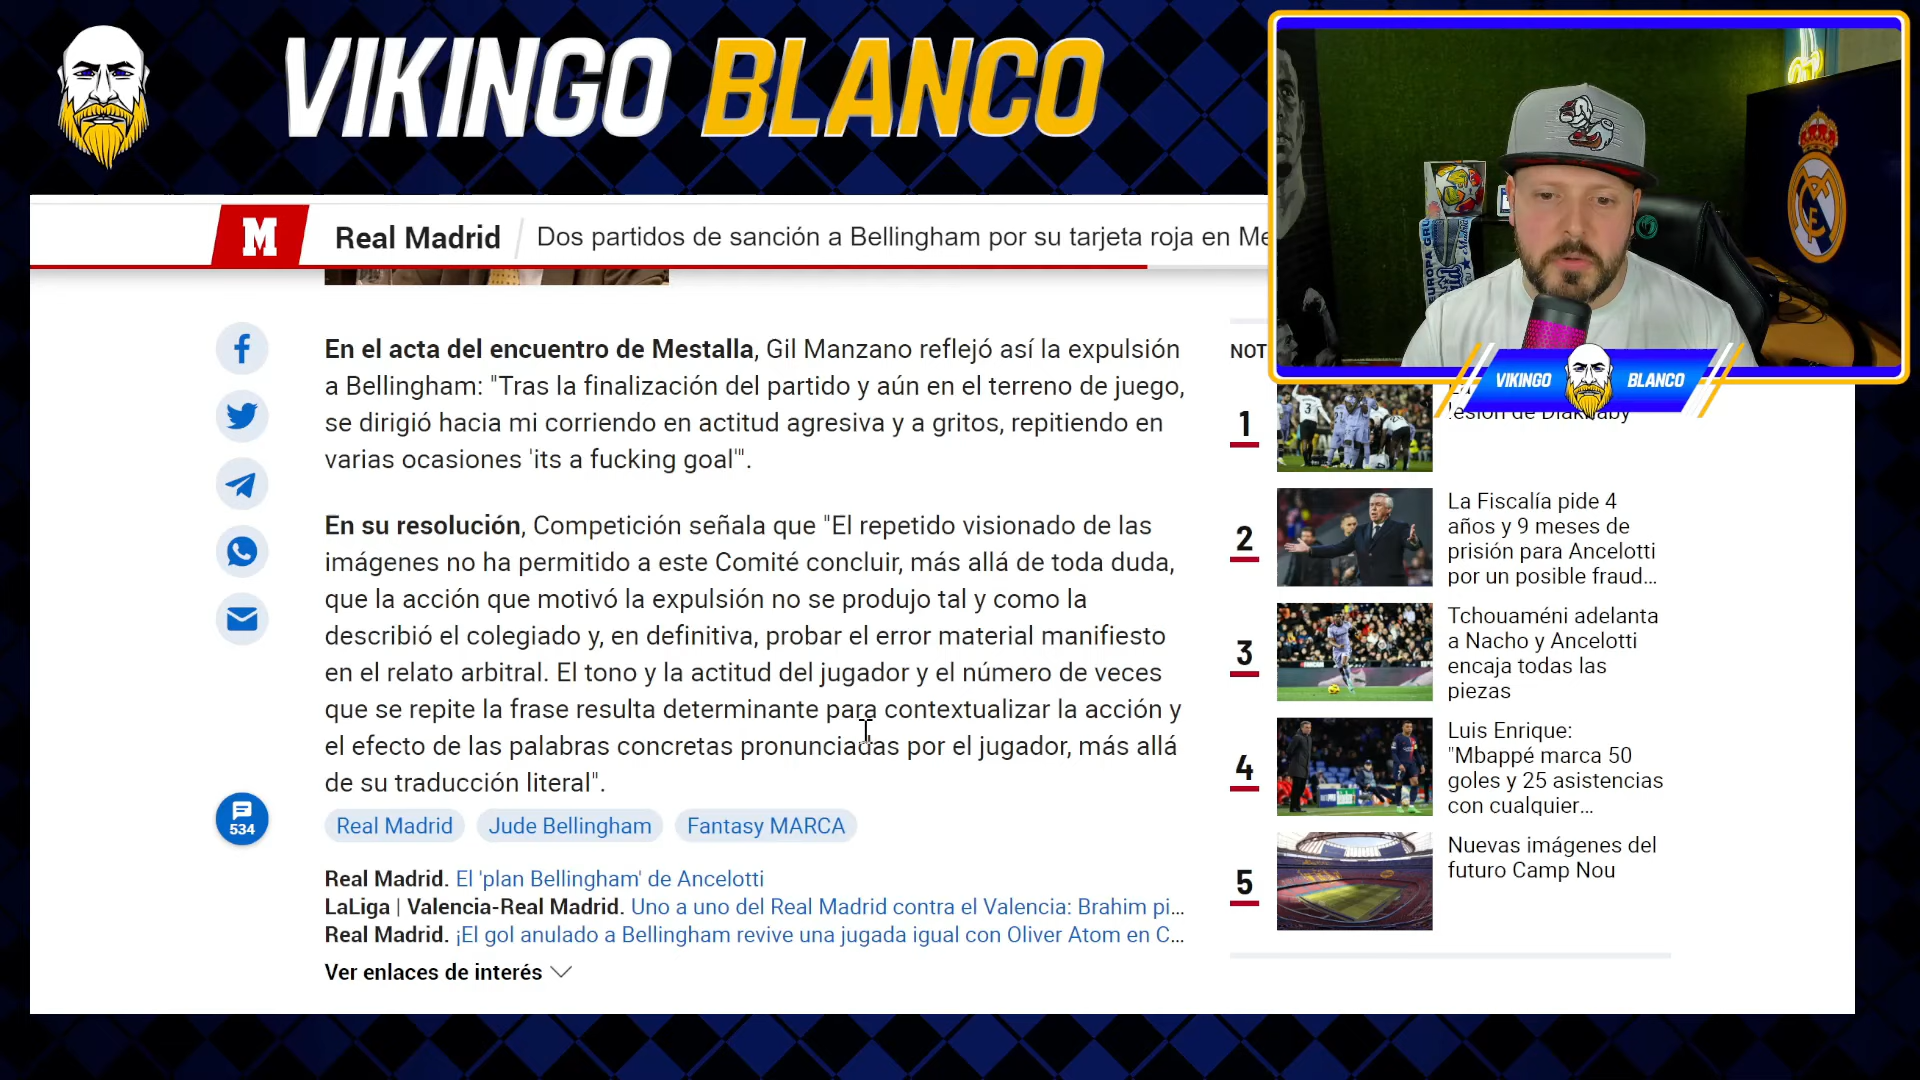 VIKINGO BLANCO
M
Real Madrid
Dos partidos de sanción a Bellingham por su tarjeta roja en Me
En el acta del encuentro de Mestalla, Gil Manzano reflejó así la expulsión
a Bellingham: "Tras la finalización del partido y aún en el terreno de juego,
se dirigió hacia mi corriendo en actitud agresiva y a gritos, repitiendo en
varias ocasiones 'its a fucking goal'".
En su resolución, Competición señala que "El repetido visionado de las
imágenes no ha permitido a este Comité concluir, más allá de toda duda,
que la acción que motivó la expulsión no se produjo tal y como la
describió el colegiado y, en definitiva, probar el error material manifiesto
en el relato arbitral. El tono y la actitud del jugador y el número de veces
que se repite la frase resulta determinante para contextualizar la acción y
el efecto de las palabras concretas pronunciadas por el jugador, más allá
de su traducción literal".
534
Real Madrid
Jude Bellingham
Fantasy MARCA
Real Madrid. El 'plan Bellingham' de Ancelotti
LaLiga | Valencia-Real Madrid. Uno a uno del Real Madrid contra el Valencia: Brahim pi...
Real Madrid. ¡El gol anulado a Bellingham revive una jugada igual con Oliver Atom en C...
Ver enlaces de interés
VIKINGO BLANCO
NOT
1
lesión de Diakhaby
2
La Fiscalía pide 4
años y 9 meses de
prisión para Ancelotti
por un posible fraud...
3
Tchouaméni adelanta
a Nacho y Ancelotti
encaja todas las
piezas
4
Luis Enrique:
"Mbappé marca 50
goles y 25 asistencias
con cualquier...
5
Nuevas imágenes del
futuro Camp Nou